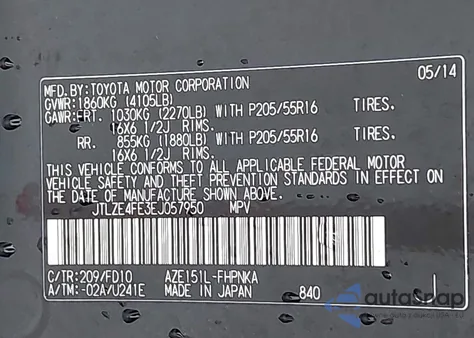 MFD.BY:TOYOTA MOTOR CORPORATION 05/14
GVWR:1860KG (4105LB)
GAWR:FRT. 1030KG (2270LB) WITH P205/55R16 TIRES.
16X6 1/2J RIMS.
RR. 855KG (1880LB) WITH P205/55R16 TIRES.
16X6 1/2J RIMS.
THIS VEHICLE CONFORMS TO ALL APPLICABLE FEDERAL MOTOR
VEHICLE SAFETY AND THEFT PREVENTION STANDARDS IN EFFECT ON
THE DATE OF MANUFACTURE SHOWN ABOVE.
JTLZE4FE3EJ057950 MPV
C/TR:209/FD10 AZE151L-FHPNKA
A/TM:-02A/U241E MADE IN JAPAN 840
autosnap